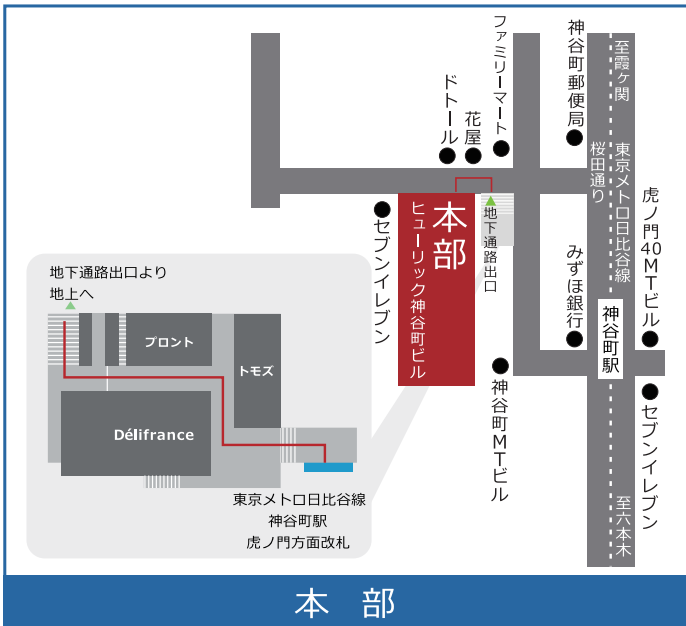 ファミリーマート
ドトール
花屋
神谷町郵便局
至霞ヶ関
桜田通り
東京メトロ日比谷線
虎ノ門40MTビル
セブンイレブン
本部
ヒューリック神谷町ビル
地下通路出口
みずほ銀行
神谷町駅
神谷町MTビル
セブンイレブン
至六本木
地下通路出口より
地上へ
プロント
トモズ
Délifrance
東京メトロ日比谷線
神谷町駅
虎ノ門方面改札
本 部